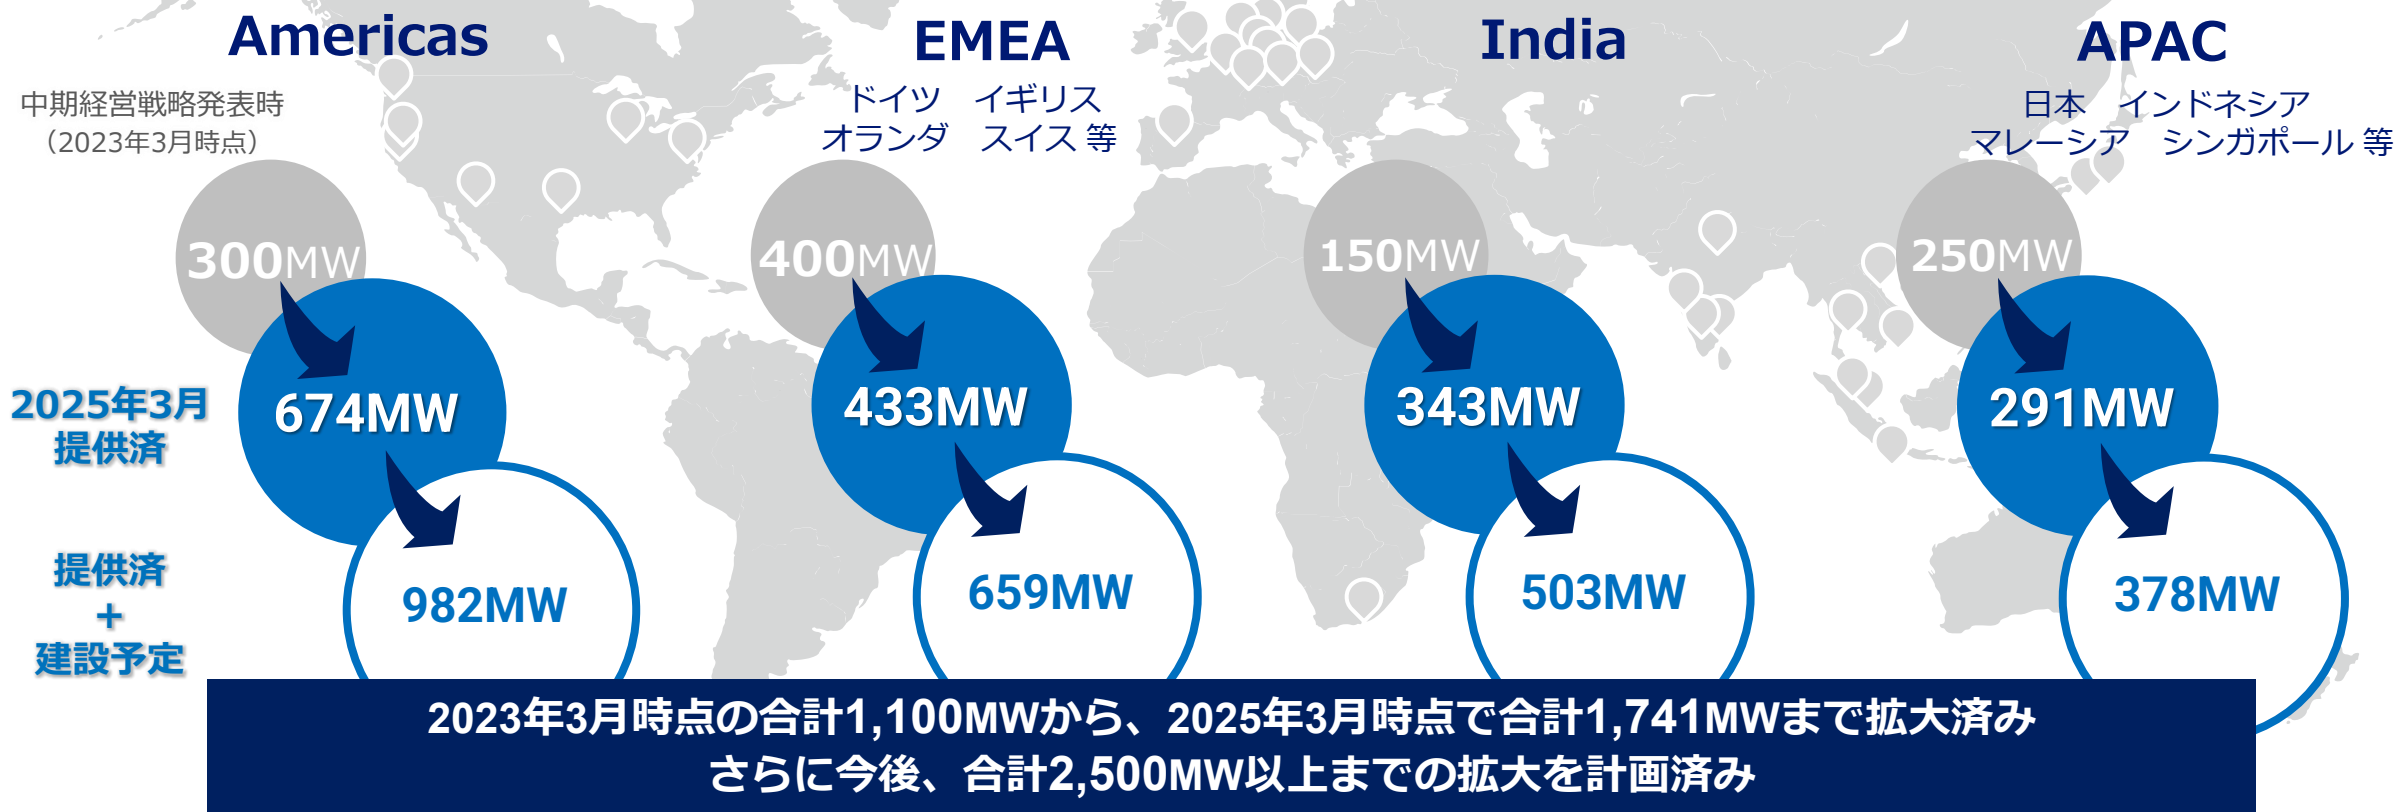 Americas
EMEA
India
APAC
ドイツ　イギリス
オランダ　スイス 等
日本　インドネシア
マレーシア　シンガポール 等
中期経営戦略発表時
（2023年3月時点）
300MW
400MW
150MW
250MW
2025年3月
提供済
674MW
433MW
343MW
291MW
提供済
+
建設予定
982MW
659MW
503MW
378MW
2023年3月時点の合計1,100MWから、2025年3月時点で合計1,741MWまで拡大済み
さらに今後、合計2,500MW以上までの拡大を計画済み